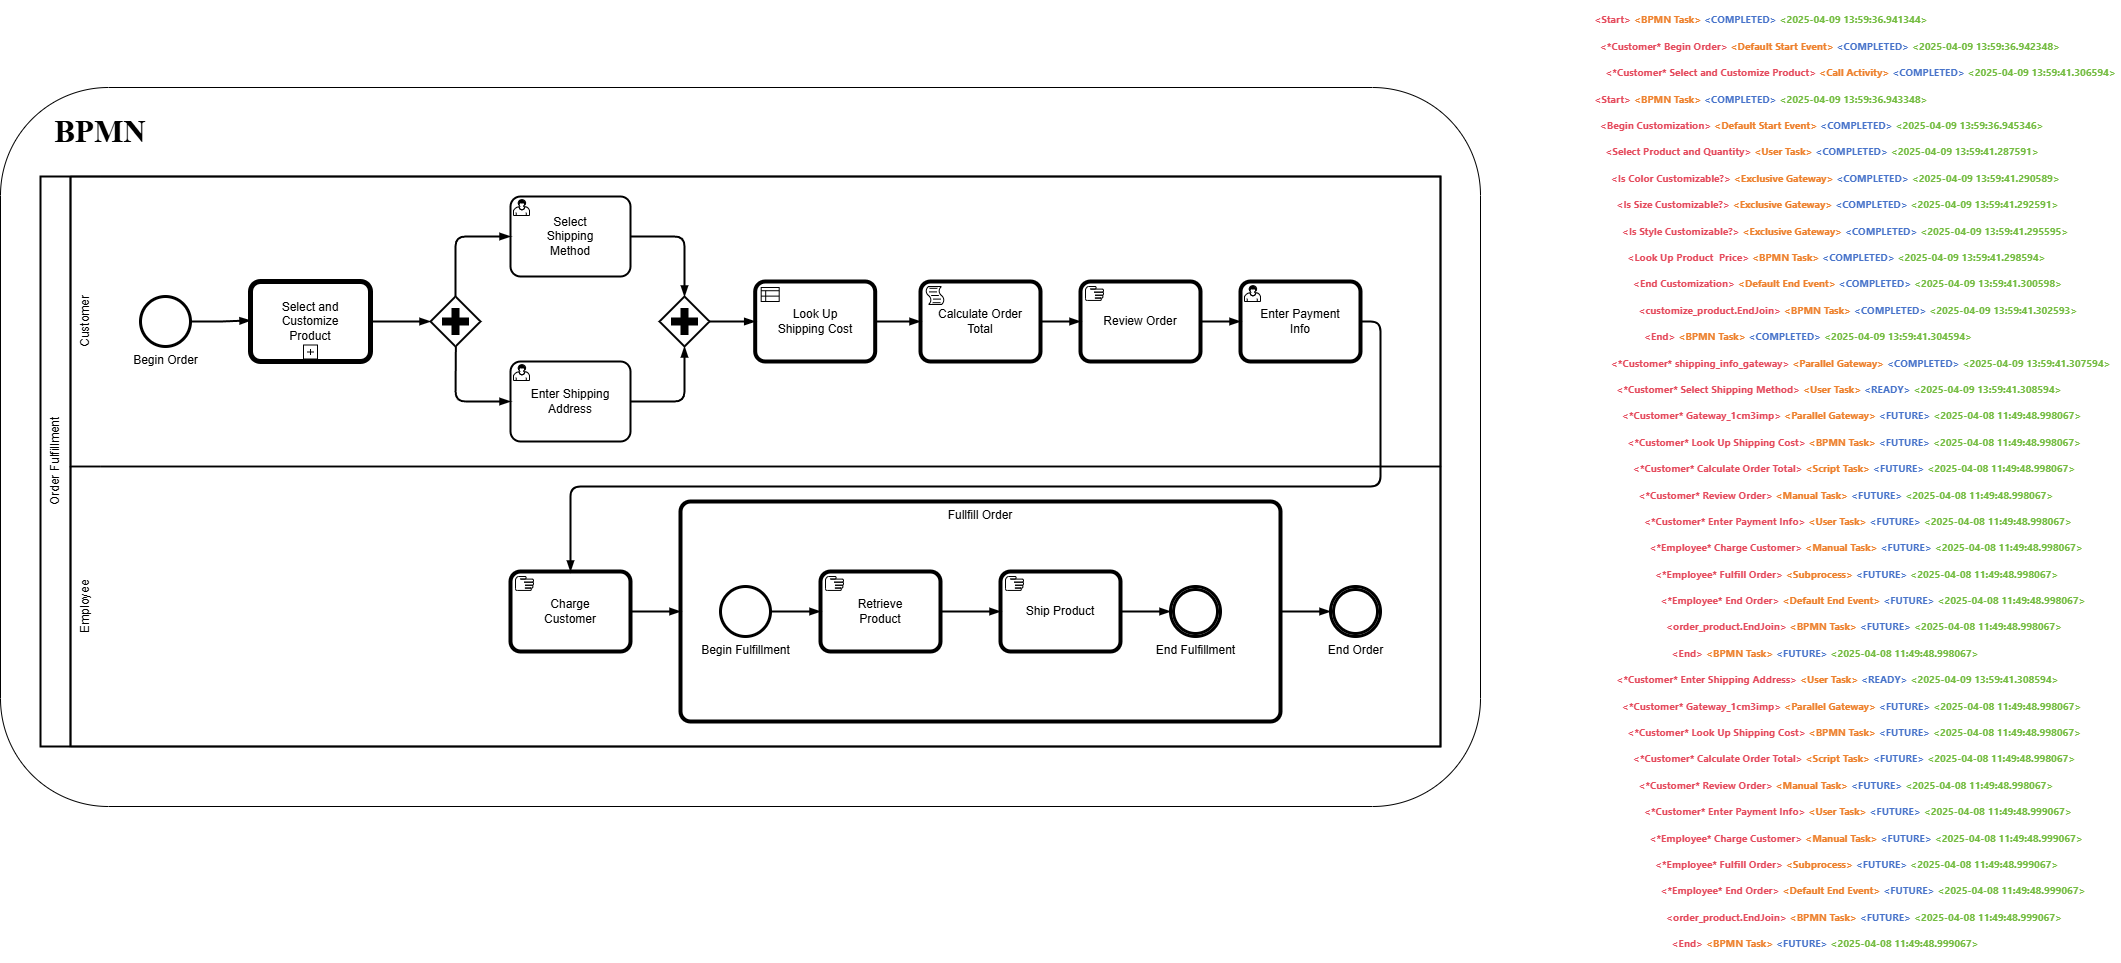 BPMN
Order Fulfillment
Customer
Begin Order
Select and
Customize
Product
Select
Shipping
Method
Enter Shipping
Address
Look Up
Shipping Cost
Calculate Order
Total
Review Order
Enter Payment
Info
Employee
Charge
Customer
Fullfill Order
Begin Fulfillment
Retrieve
Product
Ship Product
End Fulfillment
End Order
<Start> <BPMN Task> <COMPLETED> <2025-04-09 13:59:36.941344>
<*Customer* Begin Order> <Default Start Event> <COMPLETED> <2025-04-09 13:59:36.942348>
<*Customer* Select and Customize Product> <Call Activity> <COMPLETED> <2025-04-09 13:59:41.306594>
<Start> <BPMN Task> <COMPLETED> <2025-04-09 13:59:36.943348>
<Begin Customization> <Default Start Event> <COMPLETED> <2025-04-09 13:59:36.945346>
<Select Product and Quantity> <User Task> <COMPLETED> <2025-04-09 13:59:41.287591>
<Is Color Customizable?> <Exclusive Gateway> <COMPLETED> <2025-04-09 13:59:41.290589>
<Is Size Customizable?> <Exclusive Gateway> <COMPLETED> <2025-04-09 13:59:41.292591>
<Is Style Customizable?> <Exclusive Gateway> <COMPLETED> <2025-04-09 13:59:41.295595>
<Look Up Product  Price> <BPMN Task> <COMPLETED> <2025-04-09 13:59:41.298594>
<End Customization> <Default End Event> <COMPLETED> <2025-04-09 13:59:41.300598>
<customize_product.EndJoin> <BPMN Task> <COMPLETED> <2025-04-09 13:59:41.302593>
<End> <BPMN Task> <COMPLETED> <2025-04-09 13:59:41.304594>
<*Customer* shipping_info_gateway> <Parallel Gateway> <COMPLETED> <2025-04-09 13:59:41.307594>
<*Customer* Select Shipping Method> <User Task> <READY> <2025-04-09 13:59:41.308594>
<*Customer* Gateway_1cm3imp> <Parallel Gateway> <FUTURE> <2025-04-08 11:49:48.998067>
<*Customer* Look Up Shipping Cost> <BPMN Task> <FUTURE> <2025-04-08 11:49:48.998067>
<*Customer* Calculate Order Total> <Script Task> <FUTURE> <2025-04-08 11:49:48.998067>
<*Customer* Review Order> <Manual Task> <FUTURE> <2025-04-08 11:49:48.998067>
<*Customer* Enter Payment Info> <User Task> <FUTURE> <2025-04-08 11:49:48.998067>
<*Employee* Charge Customer> <Manual Task> <FUTURE> <2025-04-08 11:49:48.998067>
<*Employee* Fulfill Order> <Subprocess> <FUTURE> <2025-04-08 11:49:48.998067>
<*Employee* End Order> <Default End Event> <FUTURE> <2025-04-08 11:49:48.998067>
<order_product.EndJoin> <BPMN Task> <FUTURE> <2025-04-08 11:49:48.998067>
<End> <BPMN Task> <FUTURE> <2025-04-08 11:49:48.998067>
<*Customer* Enter Shipping Address> <User Task> <READY> <2025-04-09 13:59:41.308594>
<*Customer* Gateway_1cm3imp> <Parallel Gateway> <FUTURE> <2025-04-08 11:49:48.998067>
<*Customer* Look Up Shipping Cost> <BPMN Task> <FUTURE> <2025-04-08 11:49:48.998067>
<*Customer* Calculate Order Total> <Script Task> <FUTURE> <2025-04-08 11:49:48.998067>
<*Customer* Review Order> <Manual Task> <FUTURE> <2025-04-08 11:49:48.998067>
<*Customer* Enter Payment Info> <User Task> <FUTURE> <2025-04-08 11:49:48.999067>
<*Employee* Charge Customer> <Manual Task> <FUTURE> <2025-04-08 11:49:48.999067>
<*Employee* Fulfill Order> <Subprocess> <FUTURE> <2025-04-08 11:49:48.999067>
<*Employee* End Order> <Default End Event> <FUTURE> <2025-04-08 11:49:48.999067>
<order_product.EndJoin> <BPMN Task> <FUTURE> <2025-04-08 11:49:48.999067>
<End> <BPMN Task> <FUTURE> <2025-04-08 11:49:48.999067>